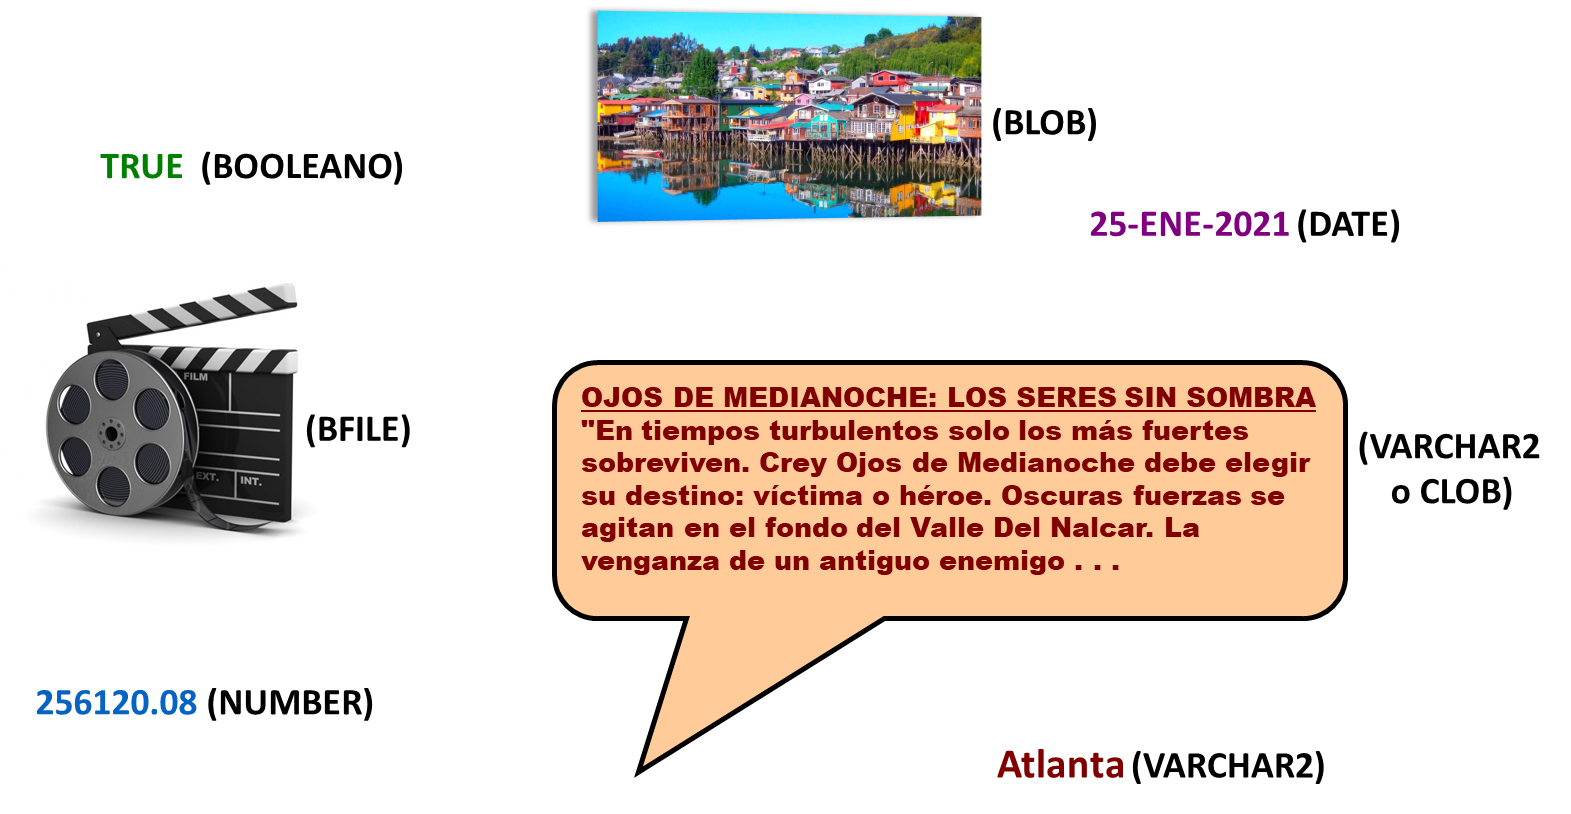 (BLOB)
TRUE (BOOLEANO)
25-ENE-2021 (DATE)
FILM
EXT. INT.
(BFILE)
OJOS DE MEDIANOCHE: LOS SERES SIN SOMBRA
"En tiempos turbulentos solo los más fuertes
sobreviven. Crey Ojos de Medianoche debe elegir
su destino: víctima o héroe. Oscuras fuerzas se
agitan en el fondo del Valle Del Nalcar. La
venganza de un antiguo enemigo . . .
(VARCHAR2
o CLOB)
256120.08 (NUMBER)
Atlanta (VARCHAR2)